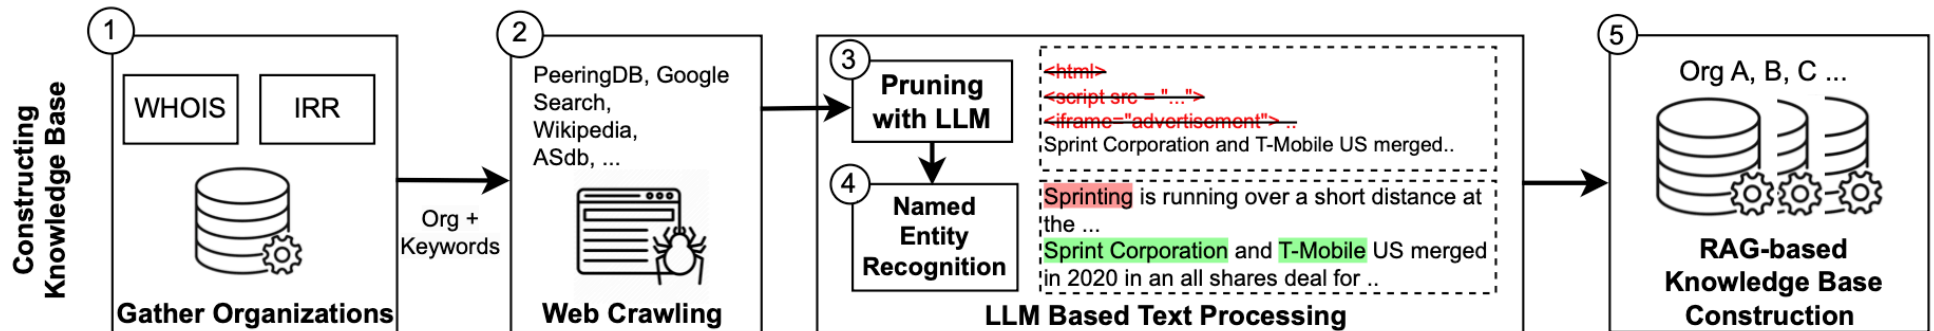 Constructing
Knowledge Base
1
WHOIS
IRR
Gather Organizations
Org +
Keywords
2
PeeringDB, Google
Search,
Wikipedia,
ASdb, ...
Web Crawling
3
Pruning
with LLM
<html>
<script src = "...">
<iframe="advertisement"> ..
Sprint Corporation and T-Mobile US merged..
4
Named
Entity
Recognition
Sprinting is running over a short distance at
the ...
Sprint Corporation and T-Mobile US merged
in 2020 in an all shares deal for ..
LLM Based Text Processing
5
Org A, B, C ...
RAG-based
Knowledge Base
Construction